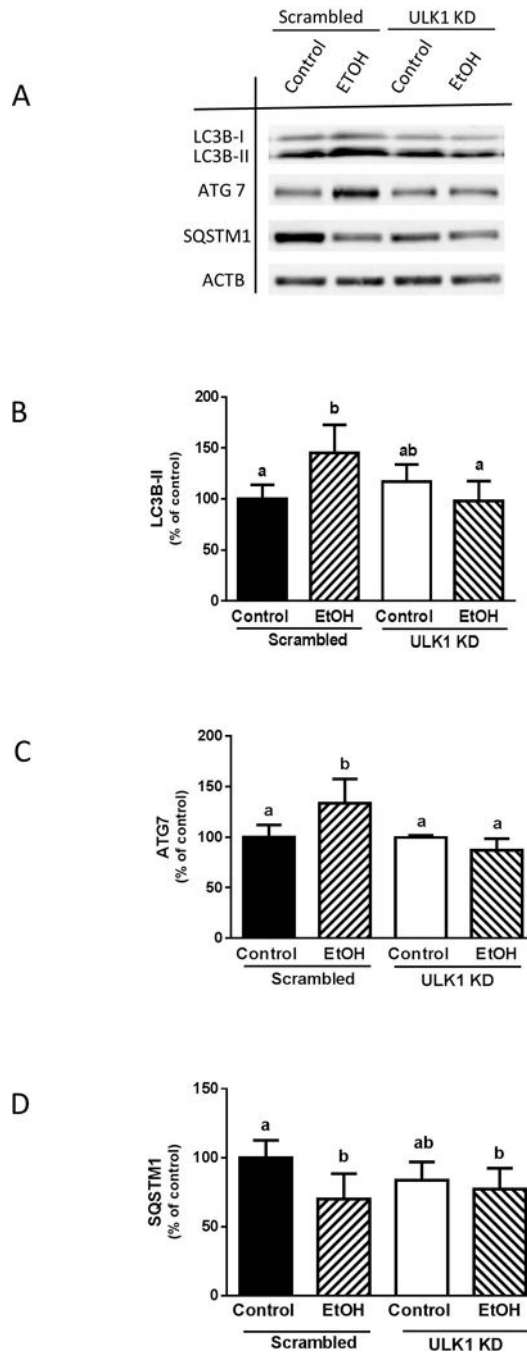 Scrambled ULK1 KD
Control ETOH Control EtOH
A
LC3B-I
LC3B-II
ATG 7
SQSTM1
ACTB
B
LC3B-II
(% of control)
200
150
100
50
0
a b ab a
Control EtOH Control EtOH
Scrambled ULK1 KD
C
ATG7
(% of control)
200
150
100
50
0
a b a a
Control EtOH Control EtOH
Scrambled ULK1 KD
D
SQSTM1
(% of control)
150
100
50
0
a b ab b
Control EtOH Control EtOH
Scrambled ULK1 KD